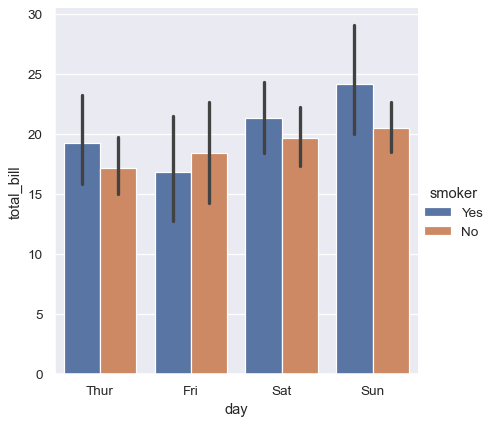 30
25
20
15
10
5
0
total_bill
Thur Fri Sat Sun
day
smoker
Yes
No